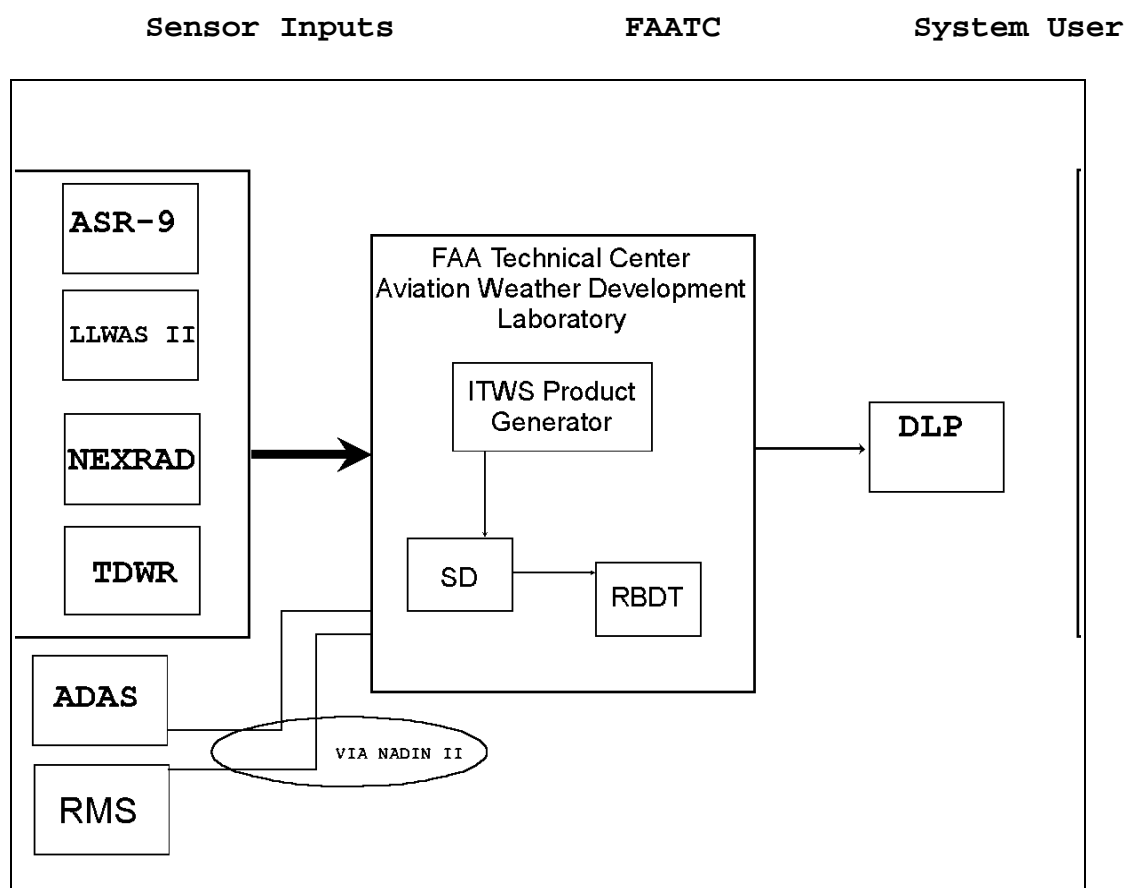 Sensor Inputs FAATC System User
ASR-9
LLWAS II
NEXRAD
TDWR
ADAS
RMS
VIA NADIN II
FAA Technical Center
Aviation Weather Development
Laboratory
ITWS Product
Generator
SD
RBDT
DLP